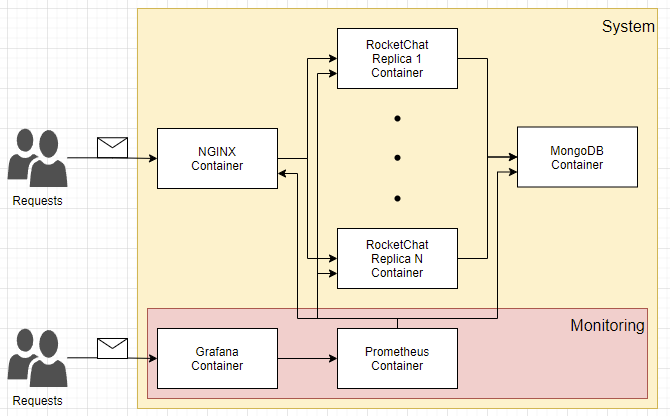 System
RocketChat
Replica 1
Container
NGINX
Container
MongoDB
Container
Requests
RocketChat
Replica N
Container
Monitoring
Grafana
Container
Prometheus
Container
Requests